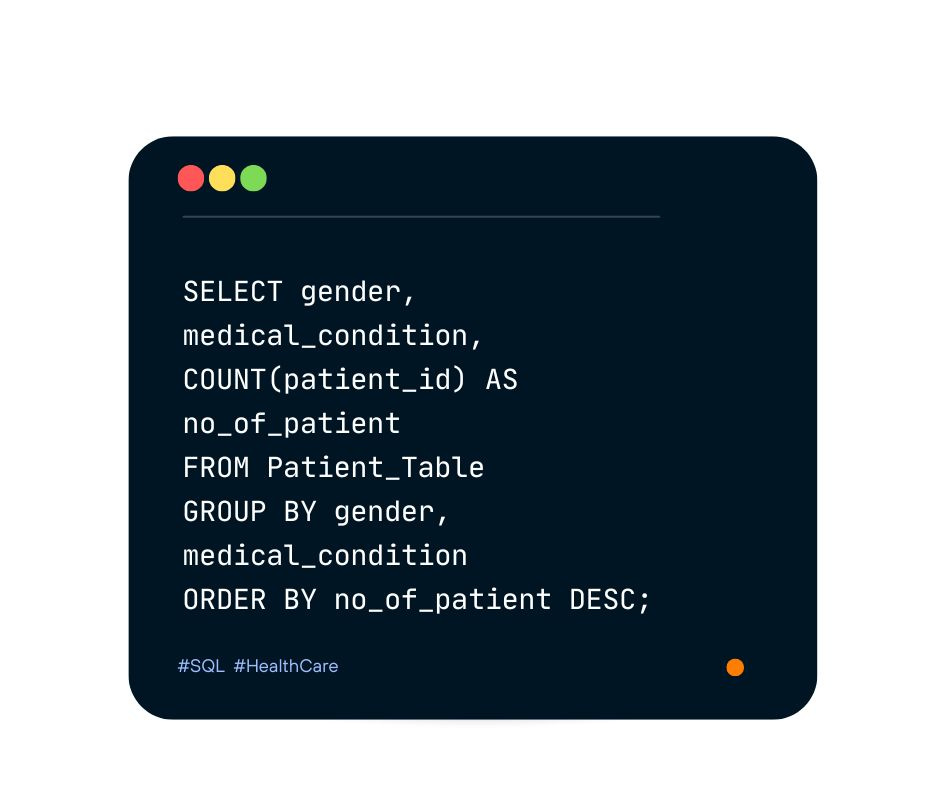 SELECT gender,
medical_condition,
COUNT(patient_id) AS
no_of_patient
FROM Patient_Table
GROUP BY gender,
medical_condition
ORDER BY no_of_patient DESC;
#SQL #HealthCare